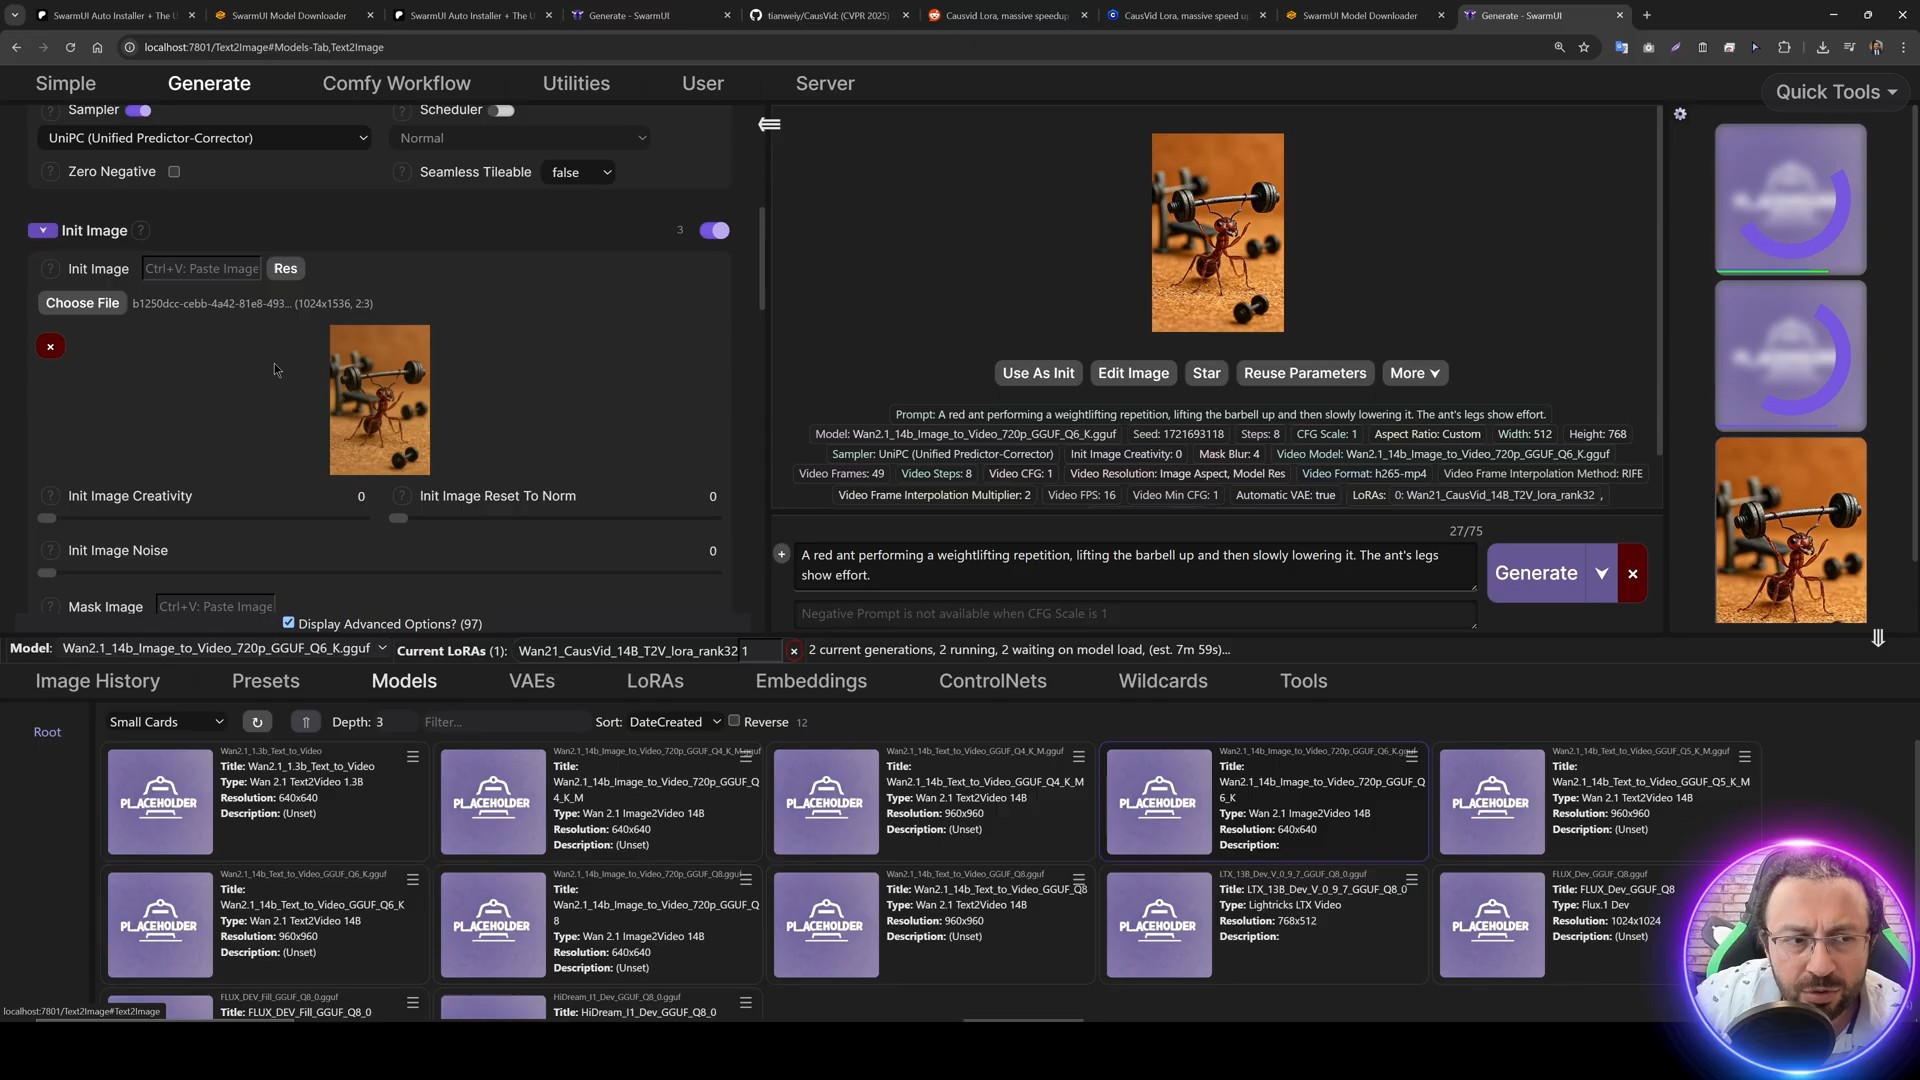 SwarmUI Auto Installer + The U
SwarmUI Model Downloader
SwarmUI Auto Installer + The U
Generate - SwarmUI
tianweiy/CausVid: (CVPR 2025)
Causvid Lora, massive speedup
CausVid Lora, massive speed up
SwarmUI Model Downloader
Generate - SwarmUI
localhost:7801/Text2Image#Models-Tab,Text2Image
Simple
Generate
Comfy Workflow
Utilities
User
Server
Quick Tools
Sampler
Scheduler
UniPC (Unified Predictor-Corrector)
Normal
Zero Negative
Seamless Tileable
false
Init Image
3
Init Image
Ctrl+V: Paste Image
Res
Choose File
b1250dcc-cebb-4a42-81e8-493... (1024x1536, 2:3)
Init Image Creativity
0
Init Image Reset To Norm
0
Init Image Noise
0
Mask Image
Ctrl+V: Paste Image
Display Advanced Options? (97)
Use As Init
Edit Image
Star
Reuse Parameters
More
Prompt: A red ant performing a weightlifting repetition, lifting the barbell up and then slowly lowering it. The ant's legs show effort.
Model: Wan2.1_14b_Image_to_Video_720p_GGUF_Q6_K.gguf Seed: 1721693118 Steps: 8 CFG Scale: 1 Aspect Ratio: Custom Width: 512 Height: 768
Sampler: UniPC (Unified Predictor-Corrector) Init Image Creativity: 0 Mask Blur: 4 Video Model: Wan2.1_14b_Image_to_Video_720p_GGUF_Q6_K.gguf
Video Frames: 49 Video Steps: 8 Video CFG: 1 Video Resolution: Image Aspect, Model Res Video Format: h265-mp4 Video Frame Interpolation Method: RIFE
Video Frame Interpolation Multiplier: 2 Video FPS: 16 Video Min CFG: 1 Automatic VAE: true LoRAs: 0: Wan21_CausVid_14B_T2V_lora_rank32 ,
27/75
A red ant performing a weightlifting repetition, lifting the barbell up and then slowly lowering it. The ant's legs
show effort.
Generate
Negative Prompt is not available when CFG Scale is 1
Model: Wan2.1_14b_Image_to_Video_720p_GGUF_Q6_K.gguf
Current LoRAs (1):
Wan21_CausVid_14B_T2V_lora_rank32
1
2 current generations, 2 running, 2 waiting on model load, (est. 7m 59s)...
Image History
Presets
Models
VAEs
LoRAs
Embeddings
ControlNets
Wildcards
Tools
Root
Small Cards
Depth: 3
Filter...
Sort: DateCreated
Reverse 12
PLACEHOLDER
Wan2.1_1.3b_Text_to_Video
Title: Wan2.1_1.3b_Text_to_Video
Type: Wan 2.1 Text2Video 1.3B
Resolution: 640x640
Description: (Unset)
PLACEHOLDER
Wan2.1_14b_Image_to_Video_720p_GGUF_Q4_K_M.gguf
Title:
Wan2.1_14b_Image_to_Video_720p_GGUF_Q
4_K_M
Type: Wan 2.1 Image2Video 14B
Resolution: 640x640
Description: (Unset)
PLACEHOLDER
Wan2.1_14b_Text_to_Video_GGUF_Q4_K_M.gguf
Title:
Wan2.1_14b_Text_to_Video_GGUF_Q4_K_M
Type: Wan 2.1 Text2Video 14B
Resolution: 960x960
Description: (Unset)
PLACEHOLDER
Wan2.1_14b_Image_to_Video_720p_GGUF_Q6_K.gguf
Title:
Wan2.1_14b_Image_to_Video_720p_GGUF_Q
6_K
Type: Wan 2.1 Image2Video 14B
Resolution: 640x640
Description:
PLACEHOLDER
Wan2.1_14b_Text_to_Video_GGUF_Q5_K_M.gguf
Title:
Wan2.1_14b_Text_to_Video_GGUF_Q5_K_M
Type: Wan 2.1 Text2Video 14B
Resolution: 960x960
Description: (Unset)
PLACEHOLDER
Wan2.1_14b_Text_to_Video_GGUF_Q6_K.gguf
Title:
Wan2.1_14b_Text_to_Video_GGUF_Q6_K
Type: Wan 2.1 Text2Video 14B
Resolution: 960x960
Description: (Unset)
PLACEHOLDER
Wan2.1_14b_Image_to_Video_720p_GGUF_Q8.gguf
Title:
Wan2.1_14b_Image_to_Video_720p_GGUF_Q
8
Type: Wan 2.1 Image2Video 14B
Resolution: 640x640
Description: (Unset)
PLACEHOLDER
Wan2.1_14b_Text_to_Video_GGUF_Q8.gguf
Title: Wan2.1_14b_Text_to_Video_GGUF_Q8
Type: Wan 2.1 Text2Video 14B
Resolution: 960x960
Description: (Unset)
PLACEHOLDER
LTX_13B_Dev_V_0_9_7_GGUF_Q8_0.gguf
Title: LTX_13B_Dev_V_0_9_7_GGUF_Q8_0
Type: Lightricks LTX Video
Resolution: 768x512
Description:
PLACEHOLDER
FLUX_Dev_GGUF_Q8.gguf
Title: FLUX_Dev_GGUF_Q8
Type: Flux.1 Dev
Resolution: 1024x1024
Description: (Unset)
FLUX_DEV_Fill_GGUF_Q8_0.gguf
Title: FLUX_DEV_Fill_GGUF_Q8_0
HiDream_I1_Dev_GGUF_Q8_0.gguf
Title: HiDream_I1_Dev_GGUF_Q8_0
localhost:7801/Text2Image#Text2Image